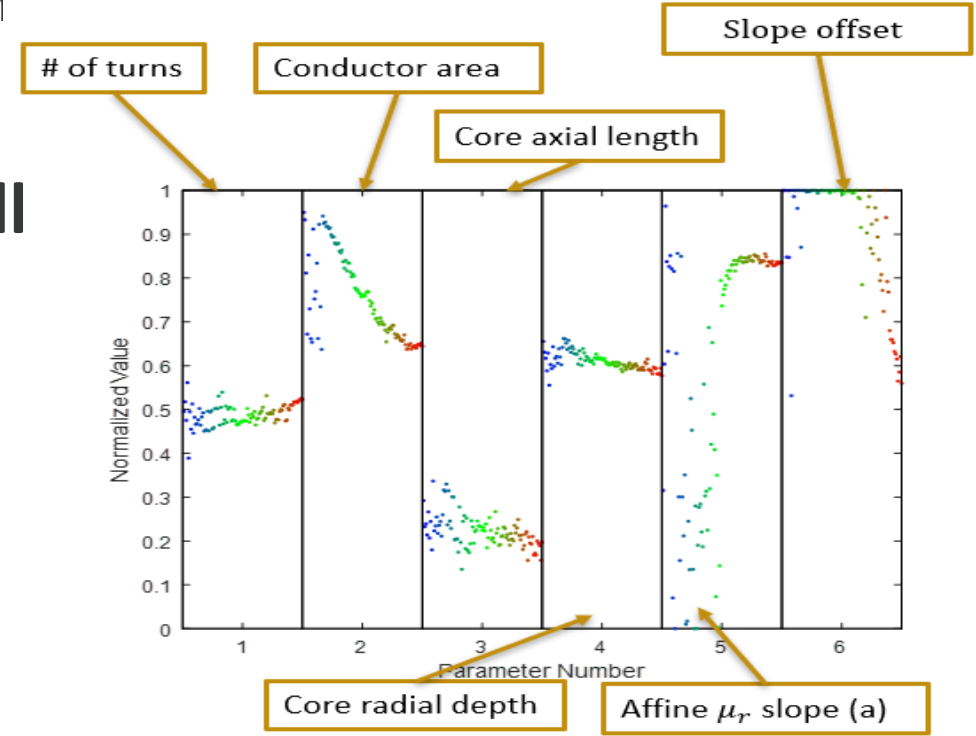 Slope offset
# of turns
Conductor area
Core axial length
1
0.9
0.8
0.7
0.6
0.5
0.4
0.3
0.2
0.1
0
Normalized Value
1 2 3 4 5 6
Parameter Number
Core radial depth
Affine μᵣ slope (a)